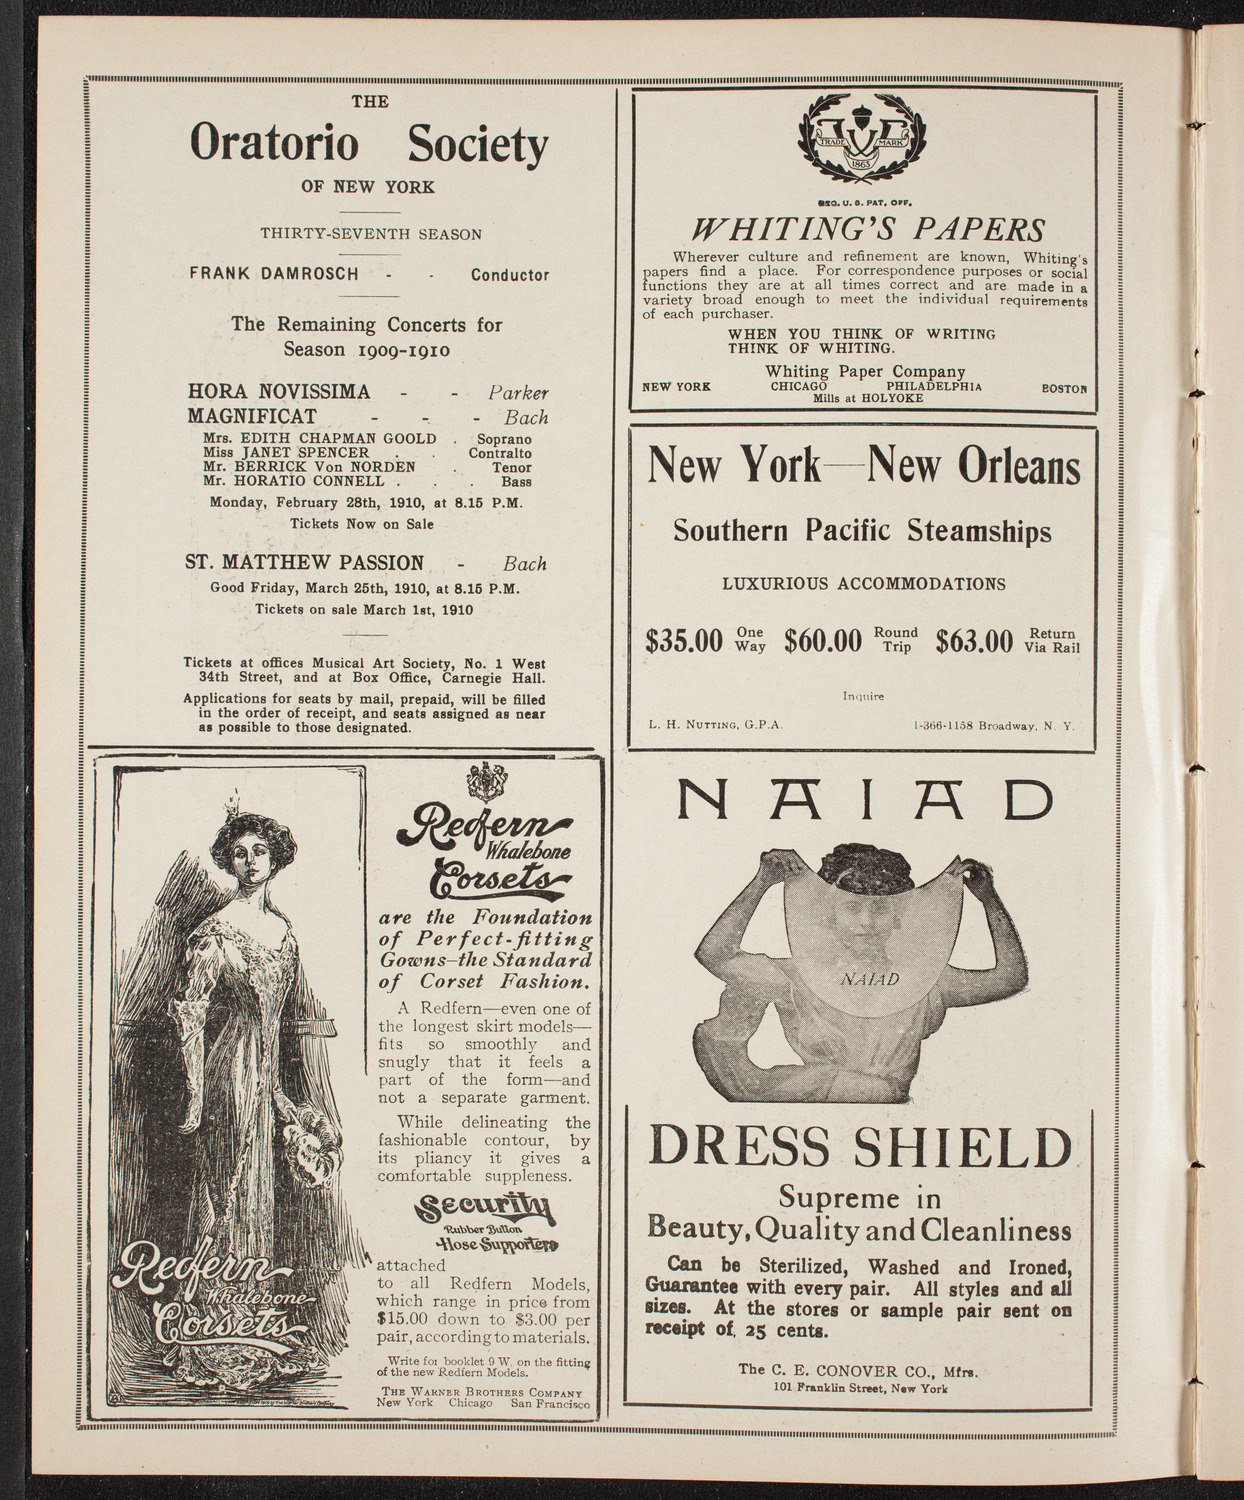 THE
Oratorio Society
OF NEW YORK
THIRTY-SEVENTH SEASON
FRANK DAMROSCH - - Conductor
The Remaining Concerts for
Season 1909-1910
HORA NOVISSIMA - - Parker
MAGNIFICAT - - - Bach
Mrs. EDITH CHAPMAN GOOLD . Soprano
Miss JANET SPENCER . . Contralto
Mr. BERRICK Von NORDEN . Tenor
Mr. HORATIO CONNELL . . . Bass
Monday, February 28th, 1910, at 8.15 P.M.
Tickets Now on Sale
ST. MATTHEW PASSION - Bach
Good Friday, March 25th, 1910, at 8.15 P.M.
Tickets on sale March 1st, 1910
Tickets at offices Musical Art Society, No. 1 West
34th Street, and at Box Office, Carnegie Hall.
Applications for seats by mail, prepaid, will be filled
in the order of receipt, and seats assigned as near
as possible to those designated.
Redfern
Whalebone
Corsets
Redfern
Whalebone
Corsets
are the Foundation
of Perfect-fitting
Gowns—the Standard
of Corset Fashion.
A Redfern—even one of
the longest skirt models—
fits so smoothly and
snugly that it feels a
part of the form—and
not a separate garment.
While delineating the
fashionable contour, by
its pliancy it gives a
comfortable suppleness.
Security
Rubber Button
Hose Supporters
attached
to all Redfern Models,
which range in price from
$15.00 down to $3.00 per
pair, according to materials.
Write for booklet 9 W. on the fitting
of the new Redfern Models.
THE WARNER BROTHERS COMPANY
New York Chicago San Francisco
TRADE MARK
1865
REG. U. S. PAT. OFF.
WHITING'S PAPERS
Wherever culture and refinement are known, Whiting's
papers find a place. For correspondence purposes or social
functions they are at all times correct and are made in a
variety broad enough to meet the individual requirements
of each purchaser.
WHEN YOU THINK OF WRITING
THINK OF WHITING.
Whiting Paper Company
NEW YORK CHICAGO PHILADELPHIA BOSTON
Mills at HOLYOKE
New York—New Orleans
Southern Pacific Steamships
LUXURIOUS ACCOMMODATIONS
$35.00 One Way $60.00 Round Trip $63.00 Return Via Rail
Inquire
L. H. NUTTING, G.P.A. 1-366-1158 Broadway, N. Y.
NAIAD
NAIAD
DRESS SHIELD
Supreme in
Beauty, Quality and Cleanliness
Can be Sterilized, Washed and Ironed,
Guarantee with every pair. All styles and all
sizes. At the stores or sample pair sent on
receipt of 25 cents.
The C. E. CONOVER CO., Mfrs.
101 Franklin Street, New York